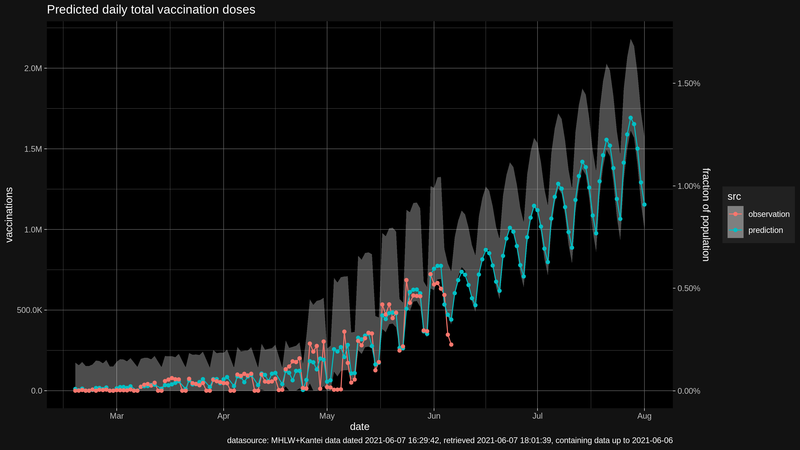 Predicted daily total vaccination doses
2.0M
1.5M
1.0M
500.0K
0.0
vaccinations
1.50%
1.00%
0.50%
0.00%
fraction of population
src
observation
prediction
Mar
Apr
May
Jun
Jul
Aug
date
datasource: MHLW+Kantei data dated 2021-06-07 16:29:42, retrieved 2021-06-07 18:01:39, containing data up to 2021-06-06